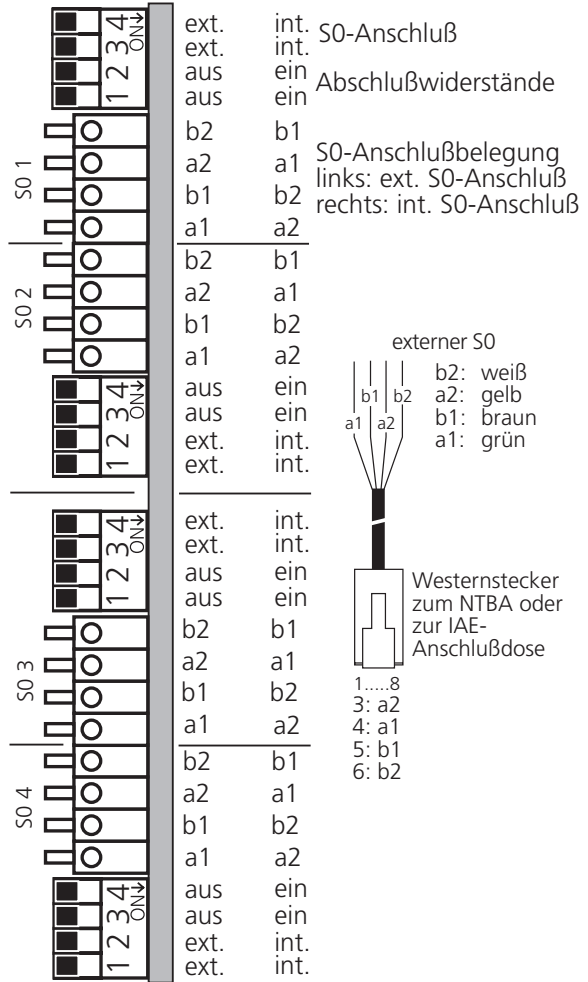 1 2 3 4
ON
ext. int.
ext. int.
aus ein
aus ein
S0-Anschluß
Abschlußwiderstände
S0 1
b2 b1
a2 a1
b1 b2
a1 a2
S0-Anschlußbelegung
links: ext. S0-Anschluß
rechts: int. S0-Anschluß
S0 2
b2 b1
a2 a1
b1 b2
a1 a2
1 2 3 4
ON
aus ein
aus ein
ext. int.
ext. int.
externer S0
b1 b2
a1 a2
b2: weiß
a2: gelb
b1: braun
a1: grün
1 2 3 4
ON
ext. int.
ext. int.
aus ein
aus ein
Westernstecker
zum NTBA oder
zur IAE-
Anschlußdose
1.....8
3: a2
4: a1
5: b1
6: b2
S0 3
b2 b1
a2 a1
b1 b2
a1 a2
S0 4
b2 b1
a2 a1
b1 b2
a1 a2
1 2 3 4
ON
aus ein
aus ein
ext. int.
ext. int.